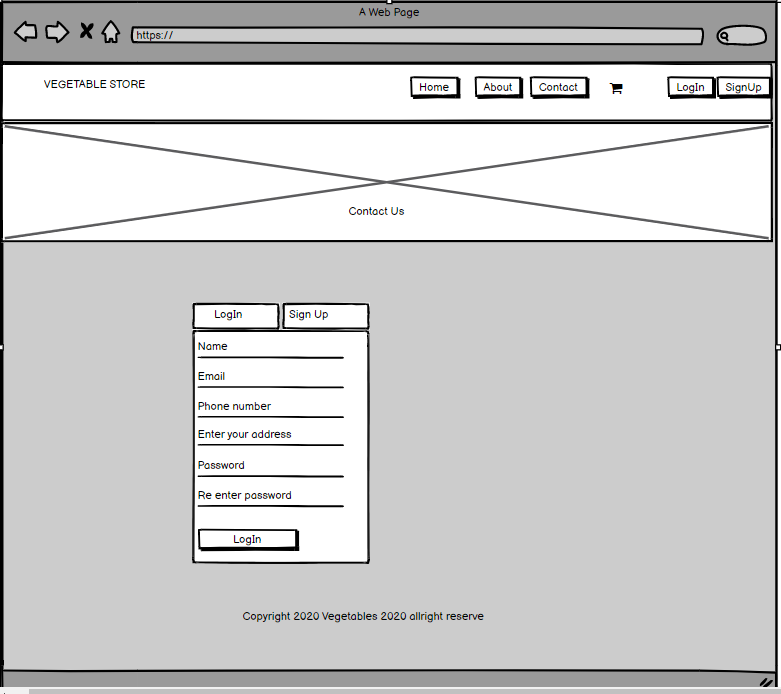 A Web Page
https://
VEGETABLE STORE
Home About Contact LogIn SignUp
Contact Us
LogIn Sign Up
Name
Email
Phone number
Enter your address
Password
Re enter password
LogIn
Copyright 2020 Vegetables 2020 allright reserve